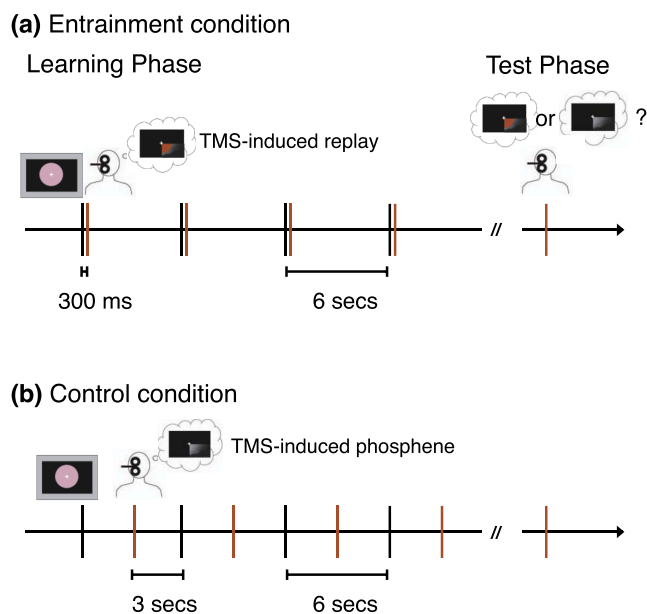 (a) Entrainment condition
Learning Phase
Test Phase
or
?
TMS-induced replay
//
300 ms
6 secs
(b) Control condition
TMS-induced phosphene
//
3 secs
6 secs